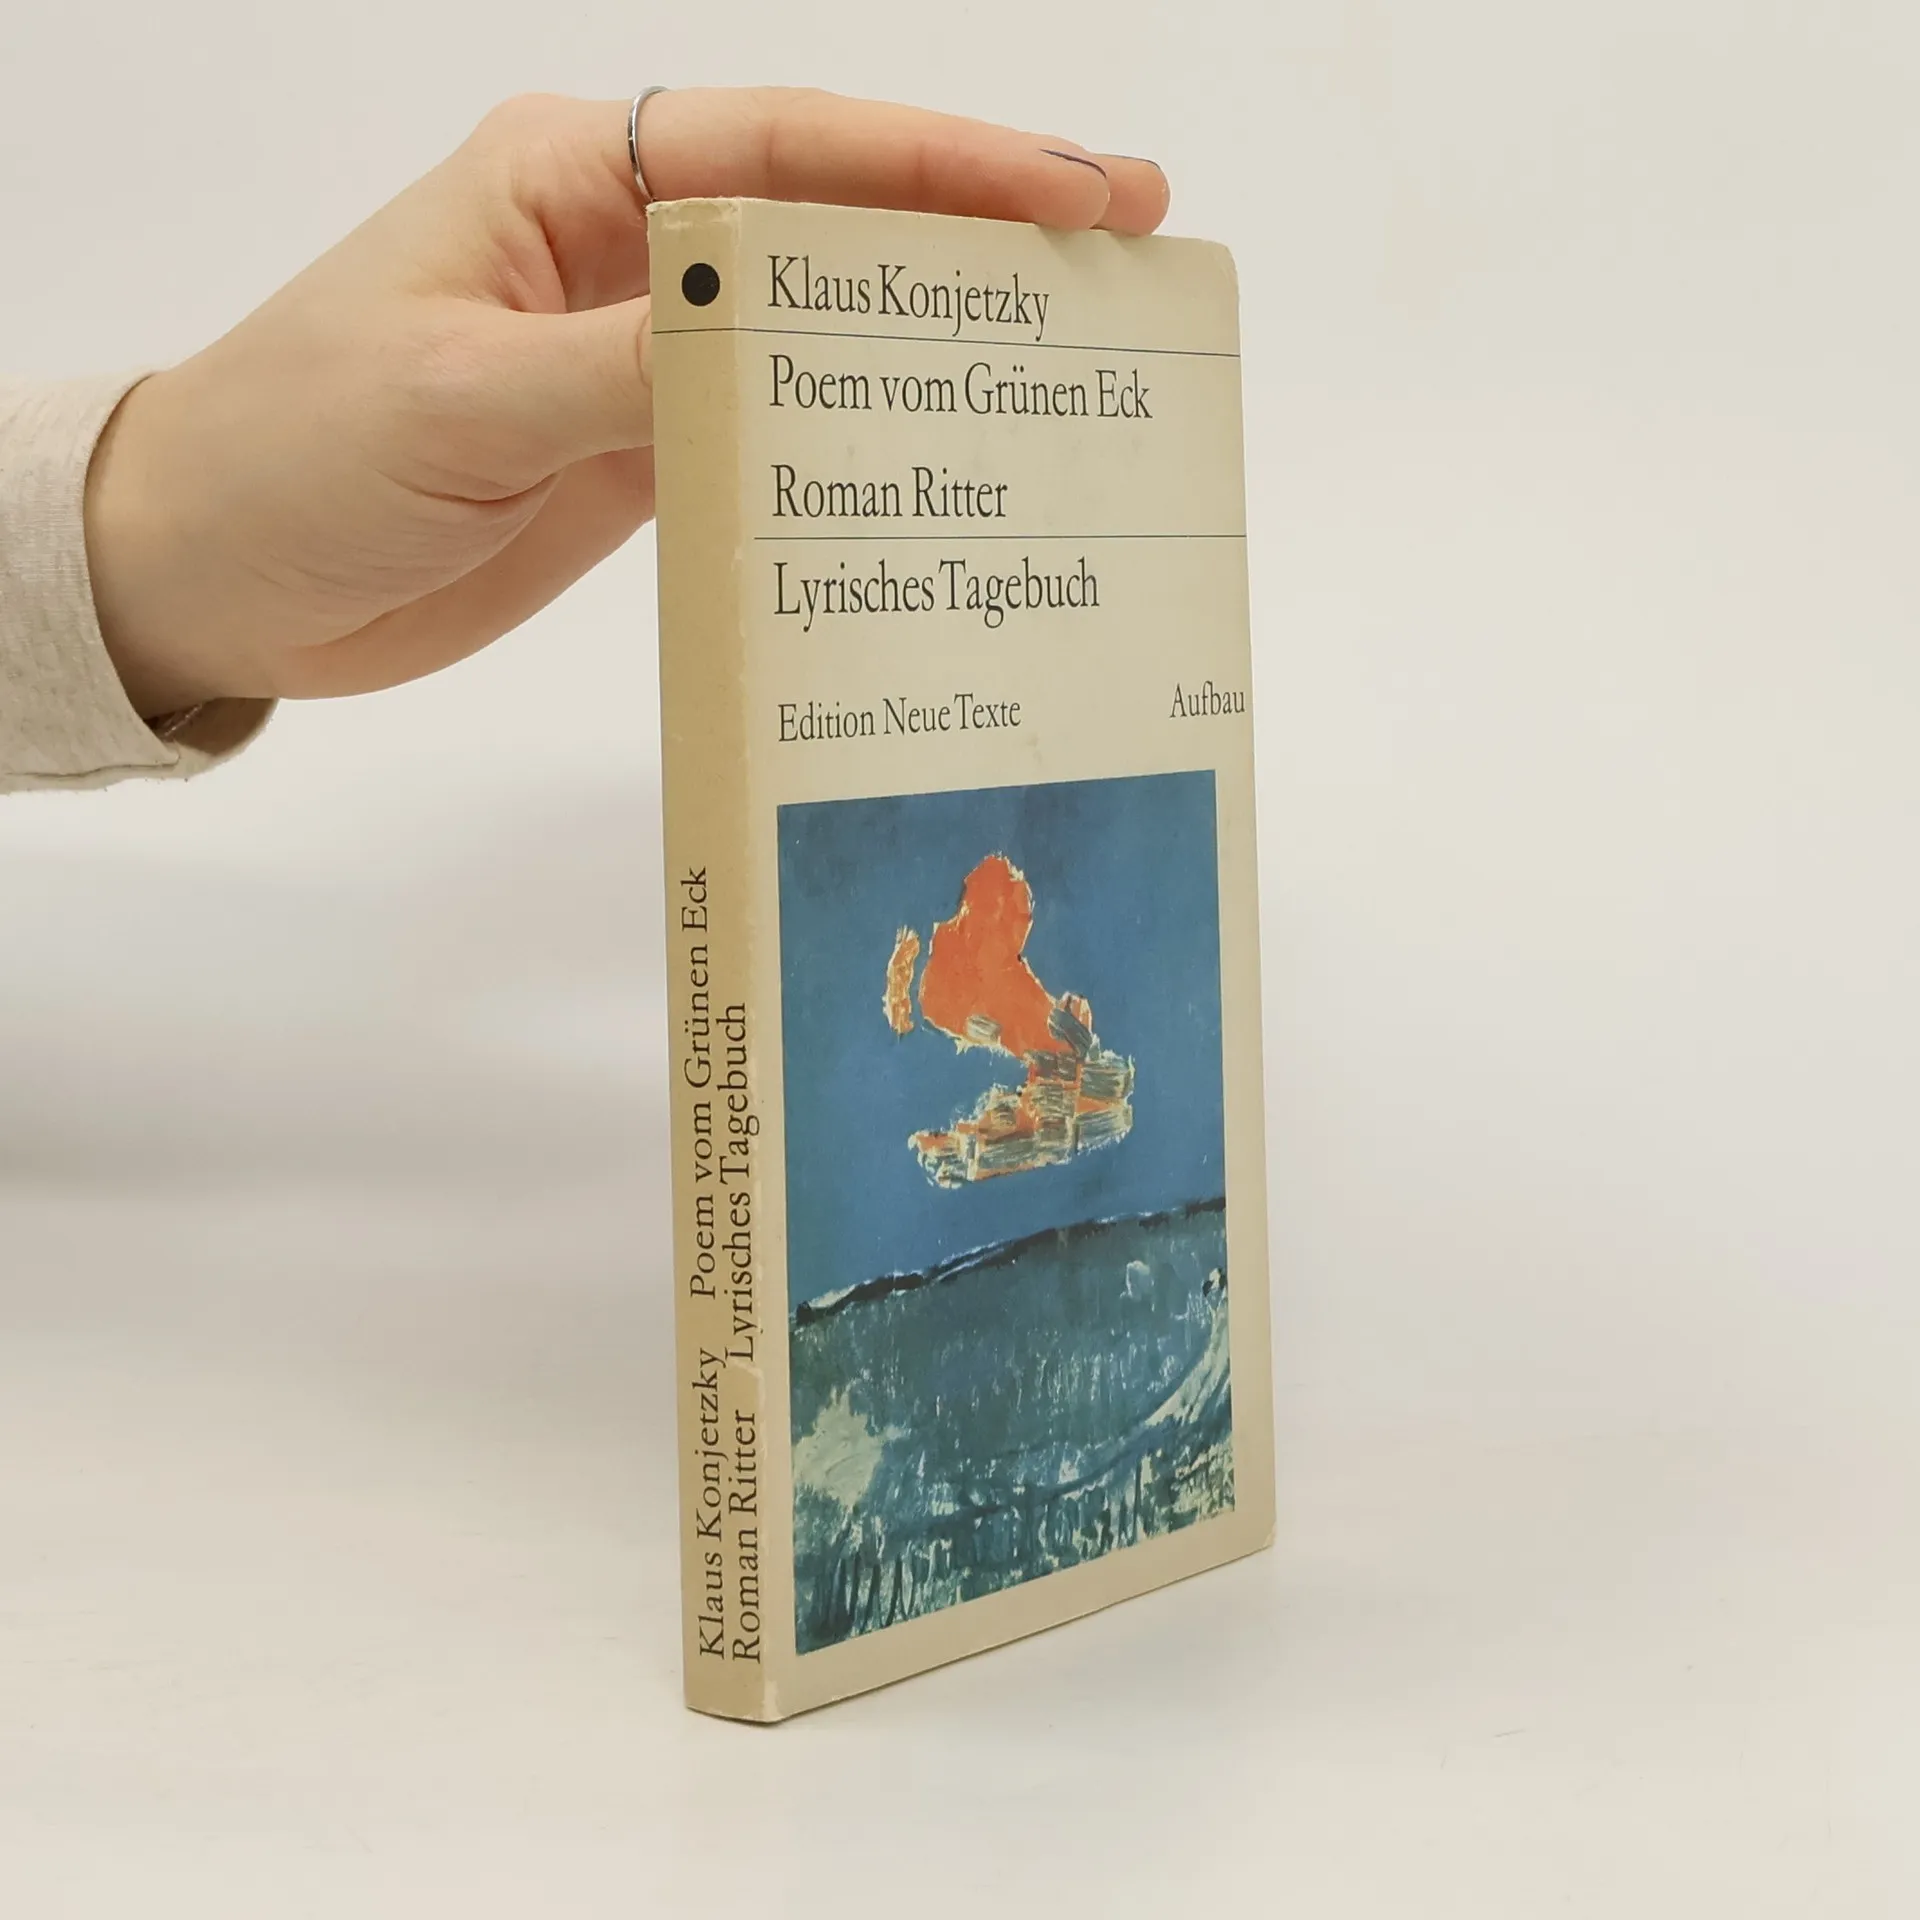 Klaus Konjetzky
Poem vom Grünen Eck
Roman Ritter
Lyrisches Tagebuch
Edition Neue Texte
Aufbau
Klaus Konjetzky Poem vom Grünen Eck
Roman Ritter Lyrisches Tagebuch